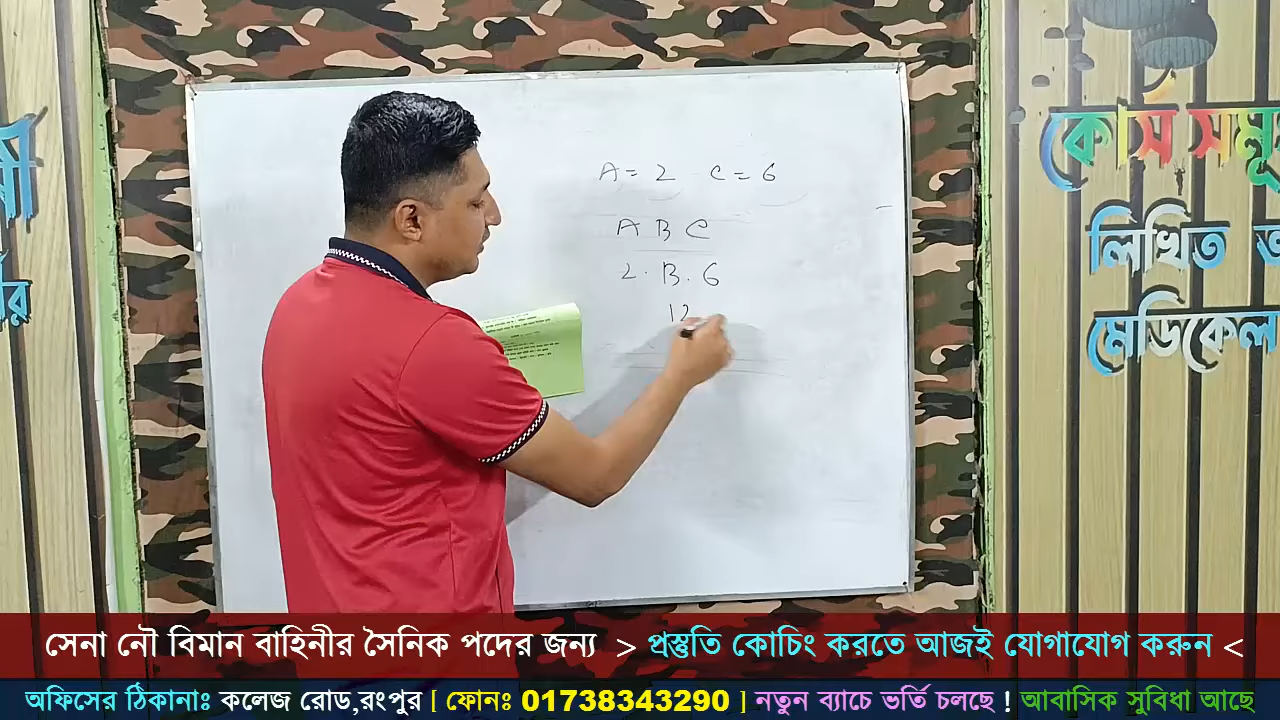 A = 2 C = 6
A B C
2 . B . 6
12
কোর্স সমূ
লিখিত
মেডিকেল
সেনা নৌ বিমান বাহিনীর সৈনিক পদের জন্য > প্রস্তুতি কোচিং করতে আজই যোগাযোগ করুন <
অফিসের ঠিকানাঃ কলেজ রোড,রংপুর [ ফোনঃ 01738343290 ] নতুন ব্যাচে ভর্তি চলছে ! আবাসিক সুবিধা আছে